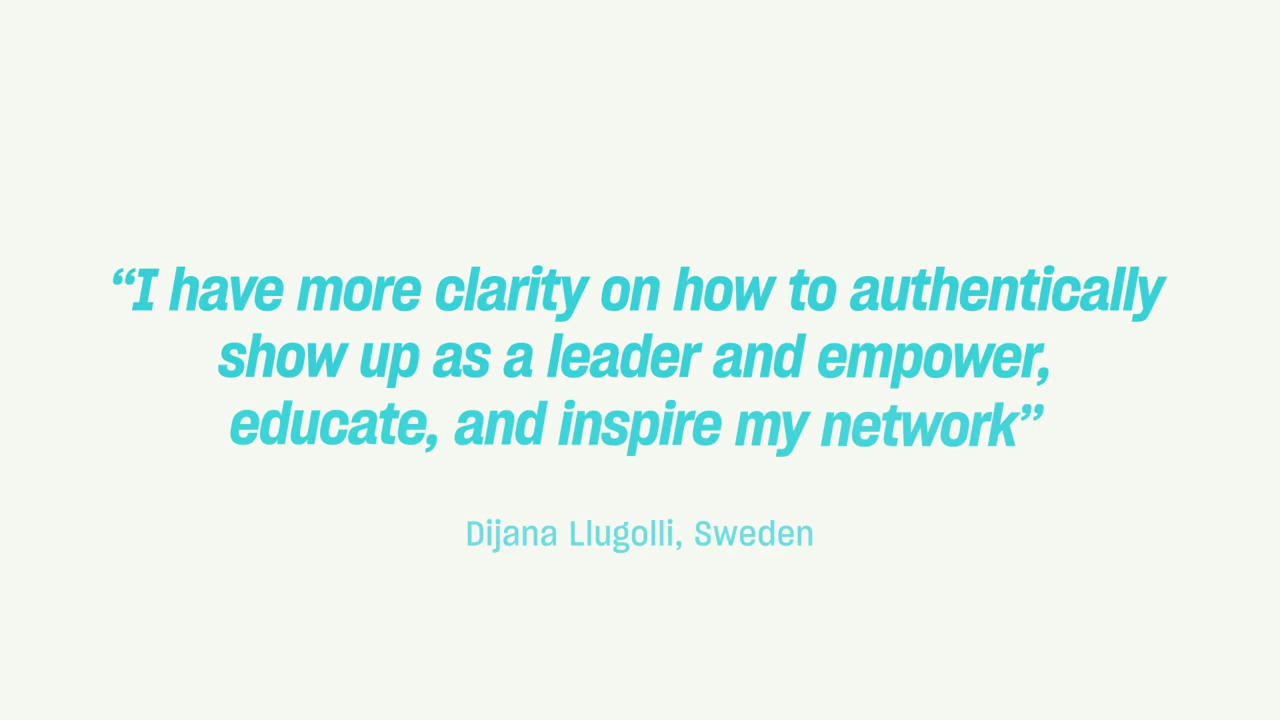 “I have more clarity on how to authentically
show up as a leader and empower,
educate, and inspire my network”
Dijana Llugolli, Sweden